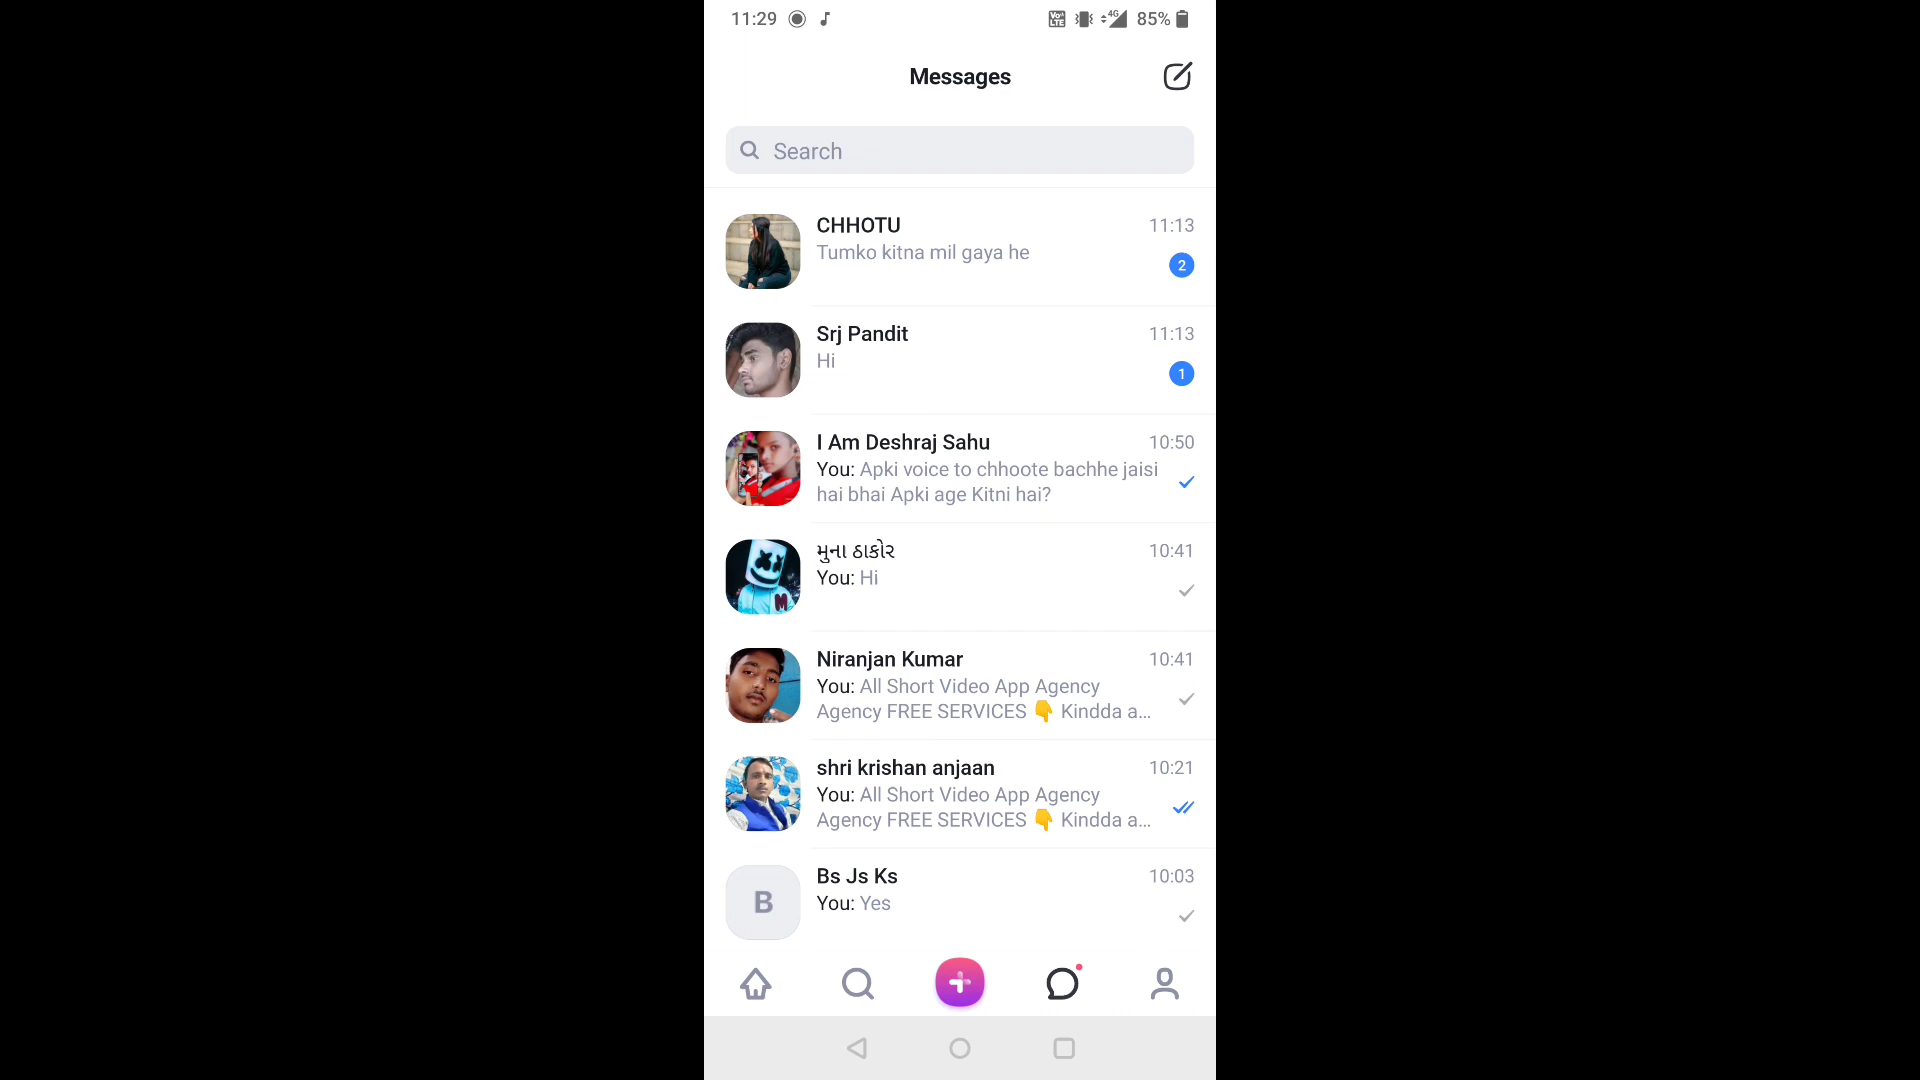 11:29 Vo)) LTE 4G 85%
Messages
Search
CHHOTU 11:13
Tumko kitna mil gaya he
2
Srj Pandit 11:13
Hi
1
I Am Deshraj Sahu 10:50
You: Apki voice to chhoote bachhe jaisi
hai bhai Apki age Kitni hai?
મુના ઠાકોર 10:41
You: Hi
M
Niranjan Kumar 10:41
You: All Short Video App Agency
Agency FREE SERVICES 👇 Kindda a...
shri krishan anjaan 10:21
You: All Short Video App Agency
Agency FREE SERVICES 👇 Kindda a...
B
Bs Js Ks 10:03
You: Yes